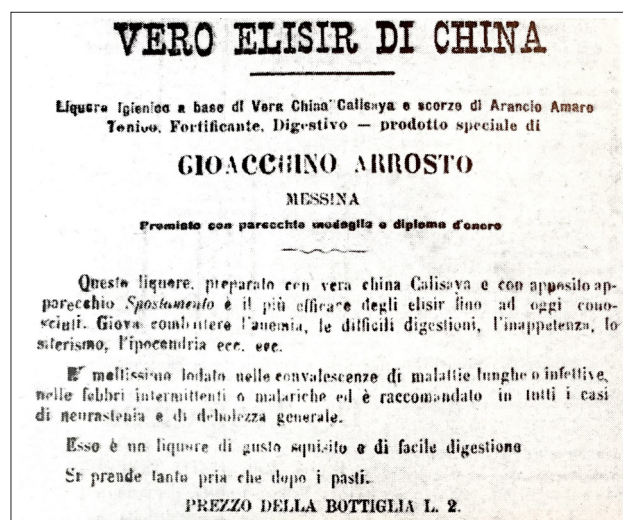 VERO ELISIR DI CHINA
Liquore Igienico a base di Vera China Calisaya e scorze di Arancio Amaro
Tonivo. Fortificante. Digestivo — prodotto speciale di
GIOACCHINO ARROSTO
MESSINA
Premiato con parecchie medaglie e diploma d'onore
Questo liquore, preparato con vera china Calisaya e con apposito ap-
parecchio Spostamento è il più efficace degli elisir fino ad oggi cono-
sciuti. Giova combattere l'anemia, le difficili digestioni, l'inappetenza, lo
isterismo, l'ipocondria ecc. ecc.
E' moltissimo lodato nelle convalescenze di malattie lunghe o infettive,
nelle febbri intermittenti o malariche ed è raccomandato in tutti i casi
di neurastenia e di debolezza generale.
Esso è un liquore di gusto squisito e di facile digestione
Si prende tanto pria che dopo i pasti.
PREZZO DELLA BOTTIGLIA L. 2.